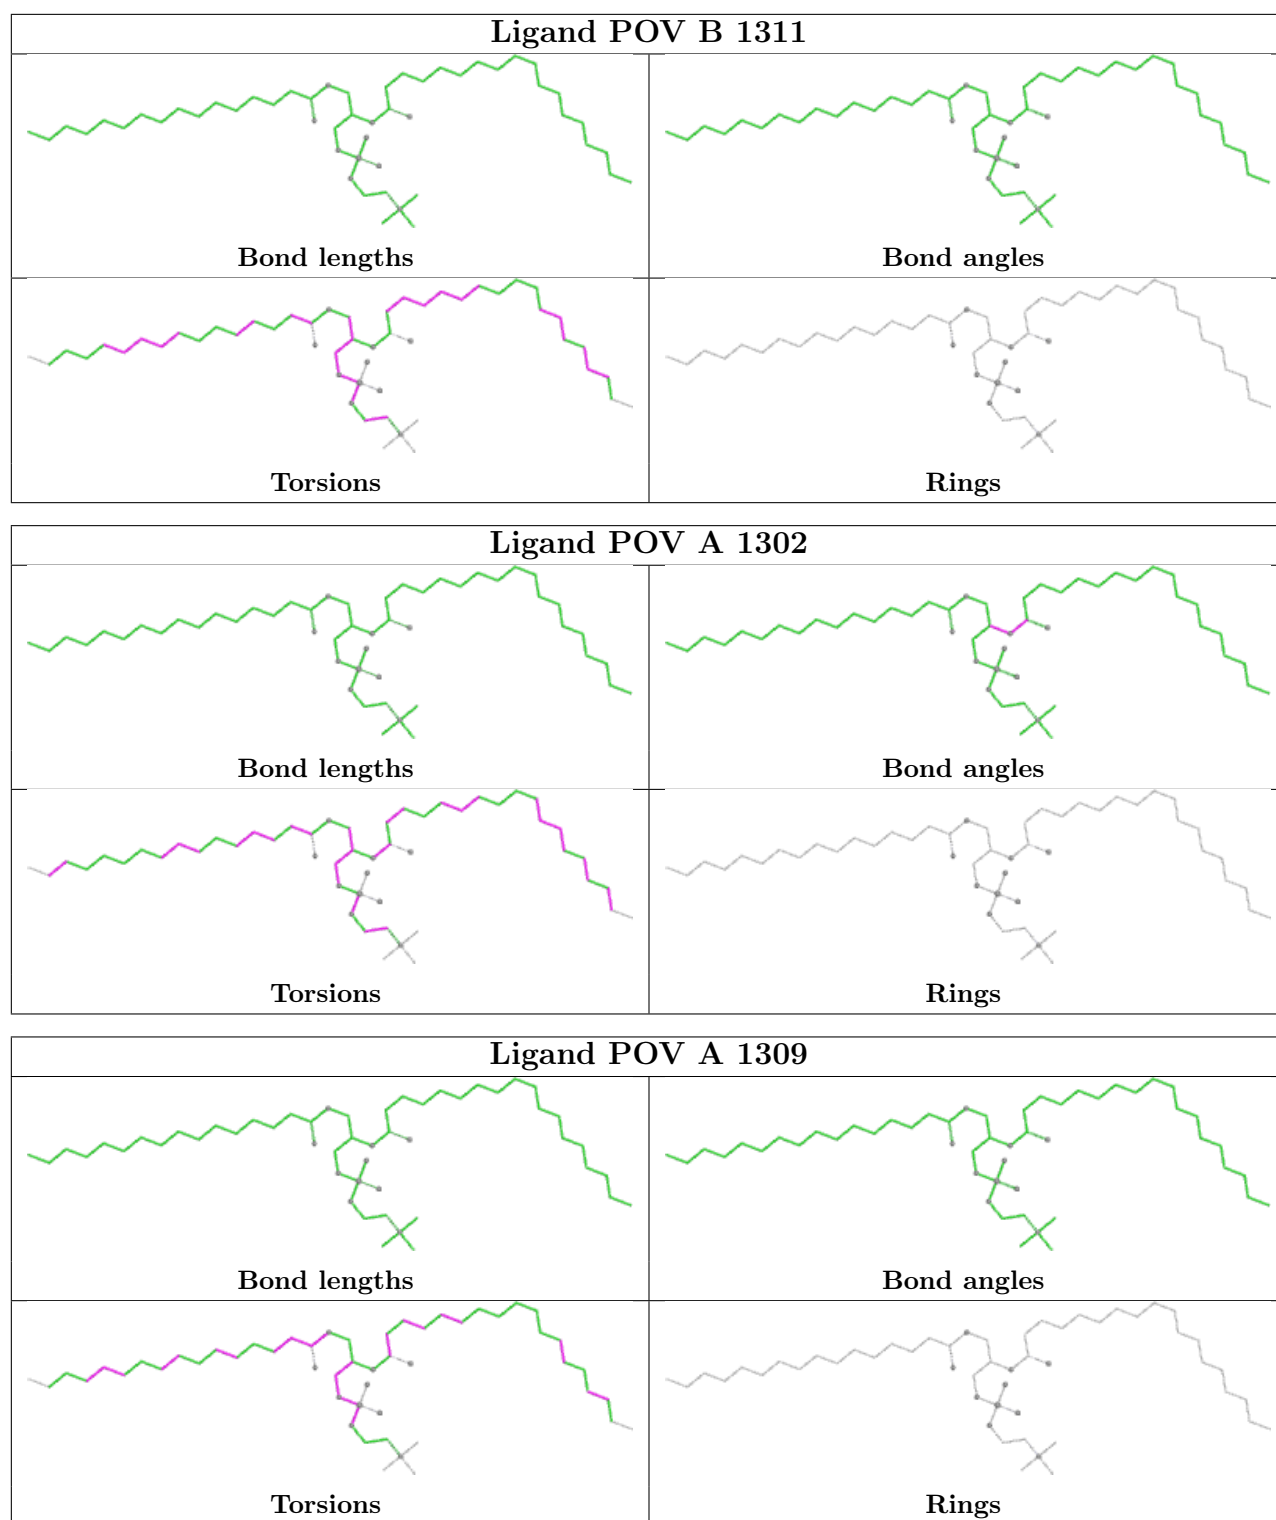 Ligand POV B 1311
Bond lengths
Bond angles
Torsions
Rings
Ligand POV A 1302
Bond lengths
Bond angles
Torsions
Rings
Ligand POV A 1309
Bond lengths
Bond angles
Torsions
Rings